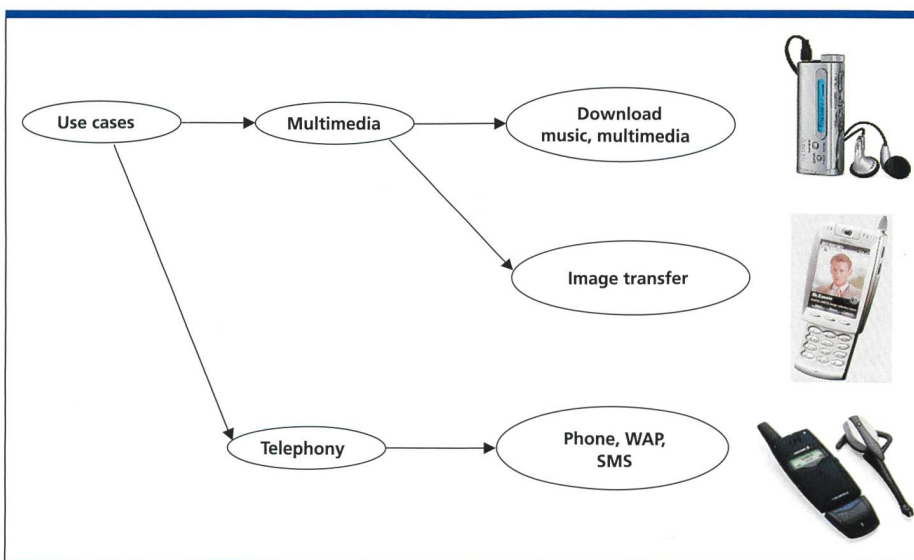 Use cases
Multimedia
Download
music, multimedia
Image transfer
Telephony
Phone, WAP,
SMS